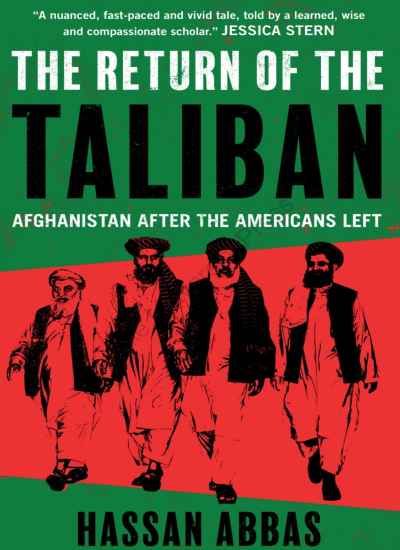 “A nuanced, fast-paced and vivid tale, told by a learned, wise
and compassionate scholar.” JESSICA STERN
THE RETURN OF THE
TALIBAN
AFGHANISTAN AFTER THE AMERICANS LEFT
HASSAN ABBAS